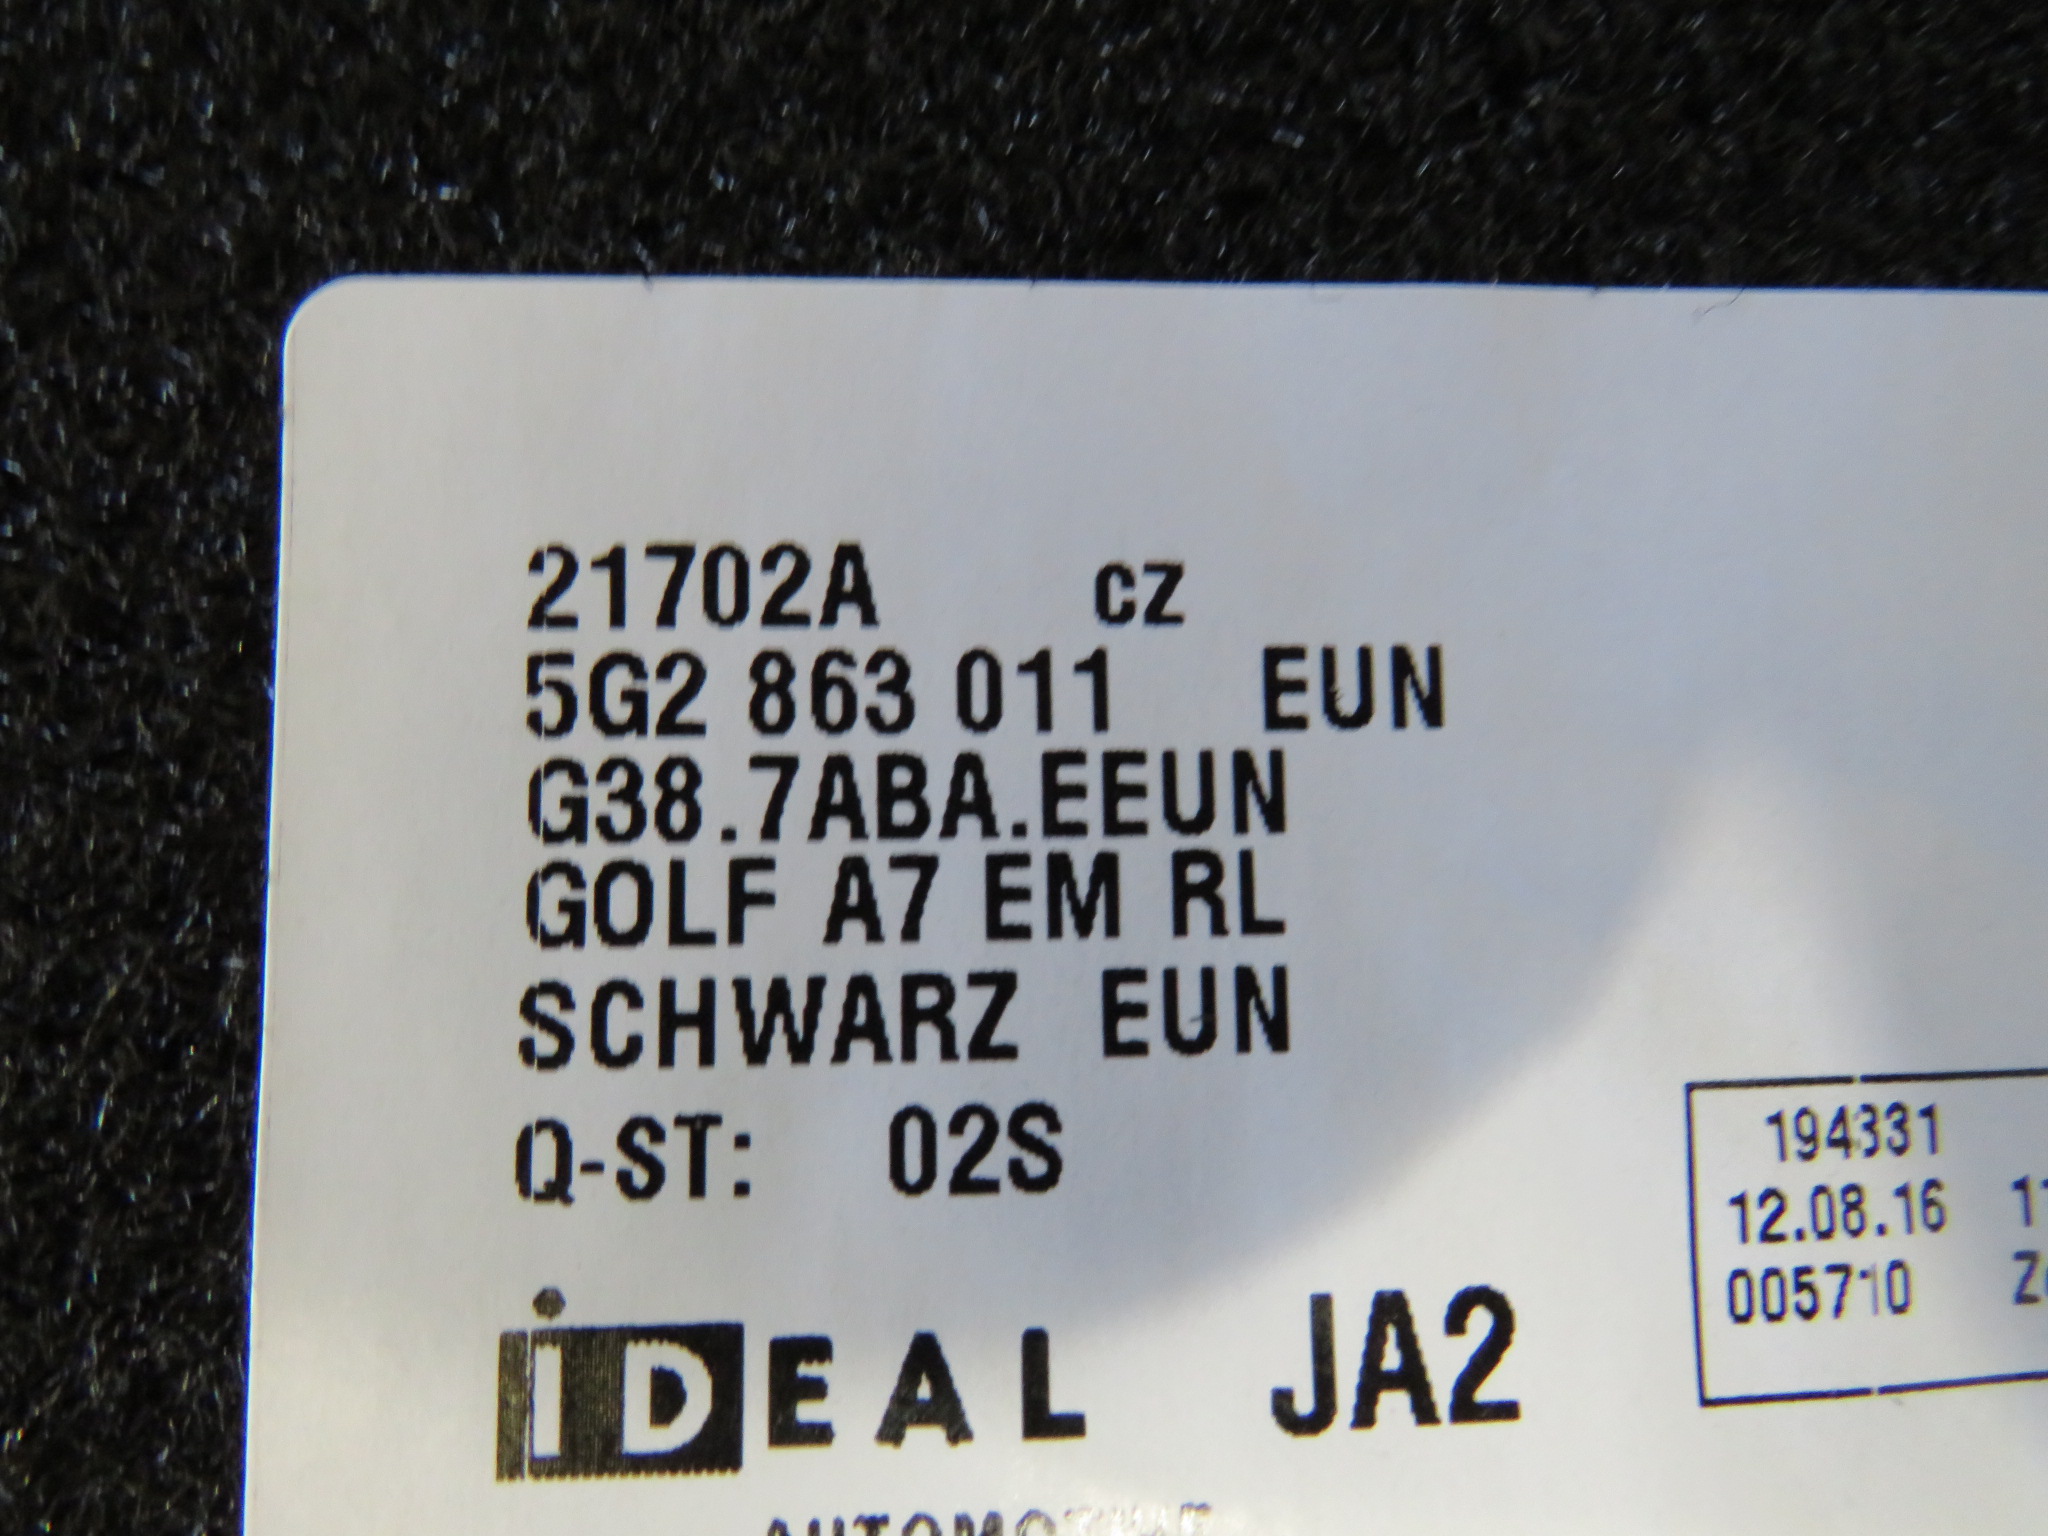 21702A CZ
5G2 863 011 EUN
G38.7ABA.EEUN
GOLF A7 EM RL
SCHWARZ EUN
Q-ST: 02S
194331
12.08.16
005710
iDEAL JA2
AUTOMOTIVE